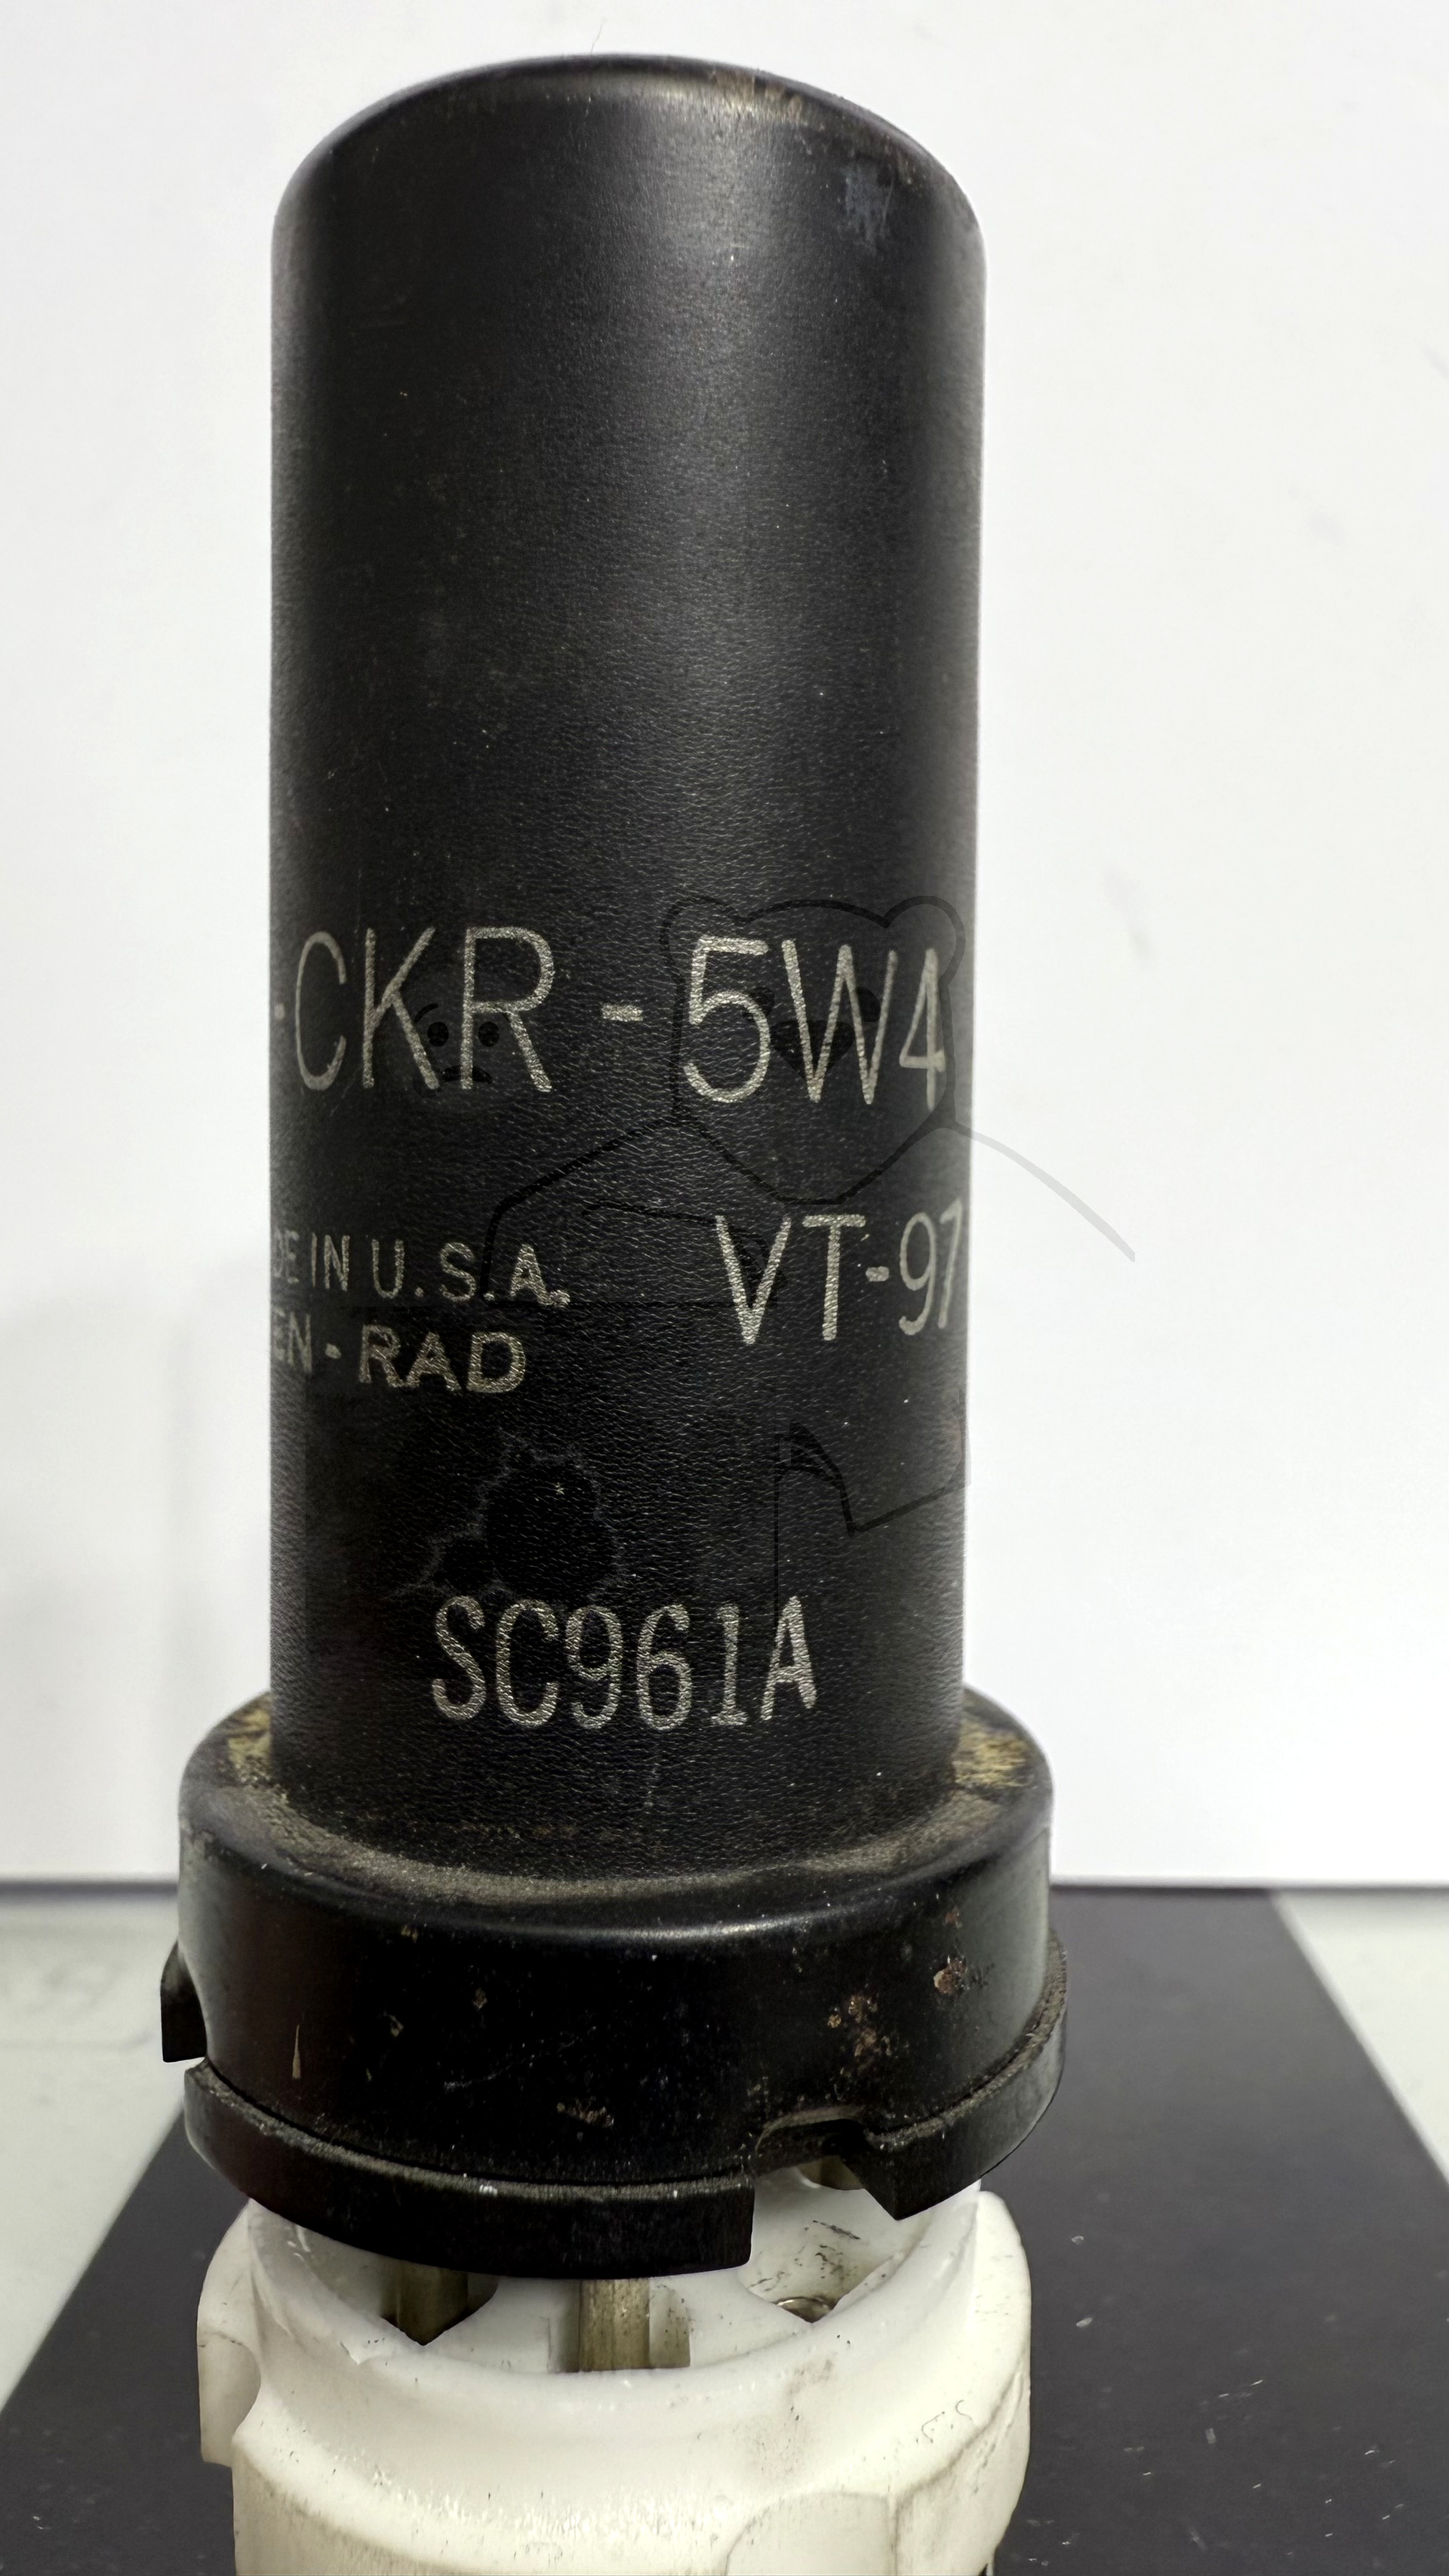 -CKR-5W4
DE IN U.S.A.
VT-97
EN-RAD
SC961A